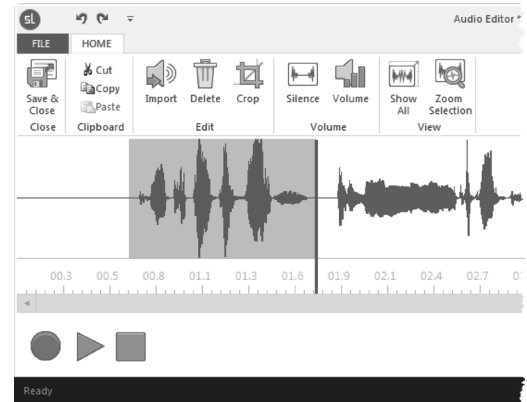 sl
Audio Editor
FILE HOME
Cut
Copy
Paste
Save & Close
Import Delete Crop Silence Volume Show All Zoom Selection
Close Clipboard Edit Volume View
00.3 00.5 00.8 01.1 01.3 01.6 01.9 02.1 02.4 02.7
Ready